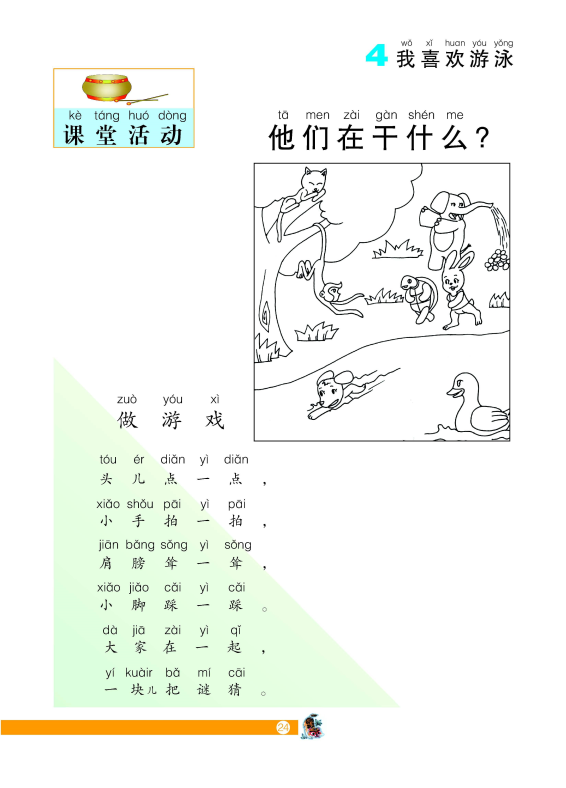 wǒ xǐ huan yóu yǒng
4 我喜欢游泳
kè táng huó dòng
课堂活动
tā men zài gàn shén me
他们在干什么?
zuò yóu xì
做游戏
tóu ér diǎn yì diǎn
头儿点一点，
xiǎo shǒu pāi yì pāi
小手拍一拍，
jiān bǎng sǒng yì sǒng
肩膀耸一耸，
xiǎo jiǎo cǎi yì cǎi
小脚踩一踩。
dà jiā zài yì qǐ
大家在一起，
yí kuàir bǎ mí cāi
一块儿把谜猜。
24